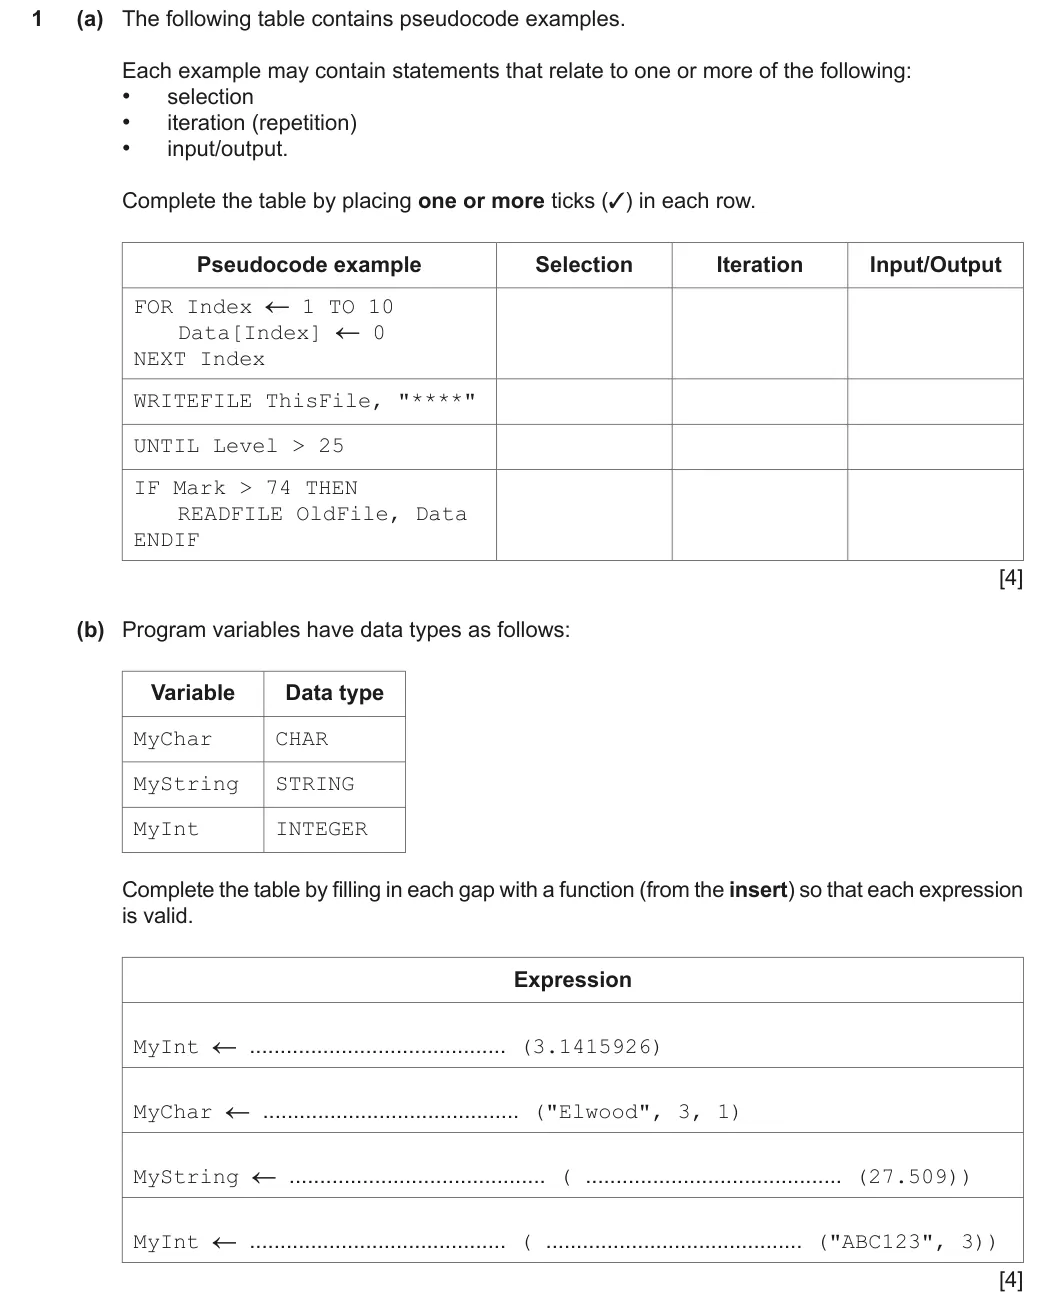 1 (a) The following table contains pseudocode examples.
Each example may contain statements that relate to one or more of the following:
• selection
• iteration (repetition)
• input/output.
Complete the table by placing one or more ticks (✓) in each row.
Pseudocode example Selection Iteration Input/Output
FOR Index ← 1 TO 10
Data[Index] ← 0
NEXT Index
WRITEFILE ThisFile, "****"
UNTIL Level > 25
IF Mark > 74 THEN
READFILE OldFile, Data
ENDIF
[4]
(b) Program variables have data types as follows:
Variable Data type
MyChar CHAR
MyString STRING
MyInt INTEGER
Complete the table by filling in each gap with a function (from the insert) so that each expression
is valid.
Expression
MyInt ← .......................................... (3.1415926)
MyChar ← .......................................... ("Elwood", 3, 1)
MyString ← .......................................... ( .......................................... (27.509))
MyInt ← .......................................... ( .......................................... ("ABC123", 3))
[4]